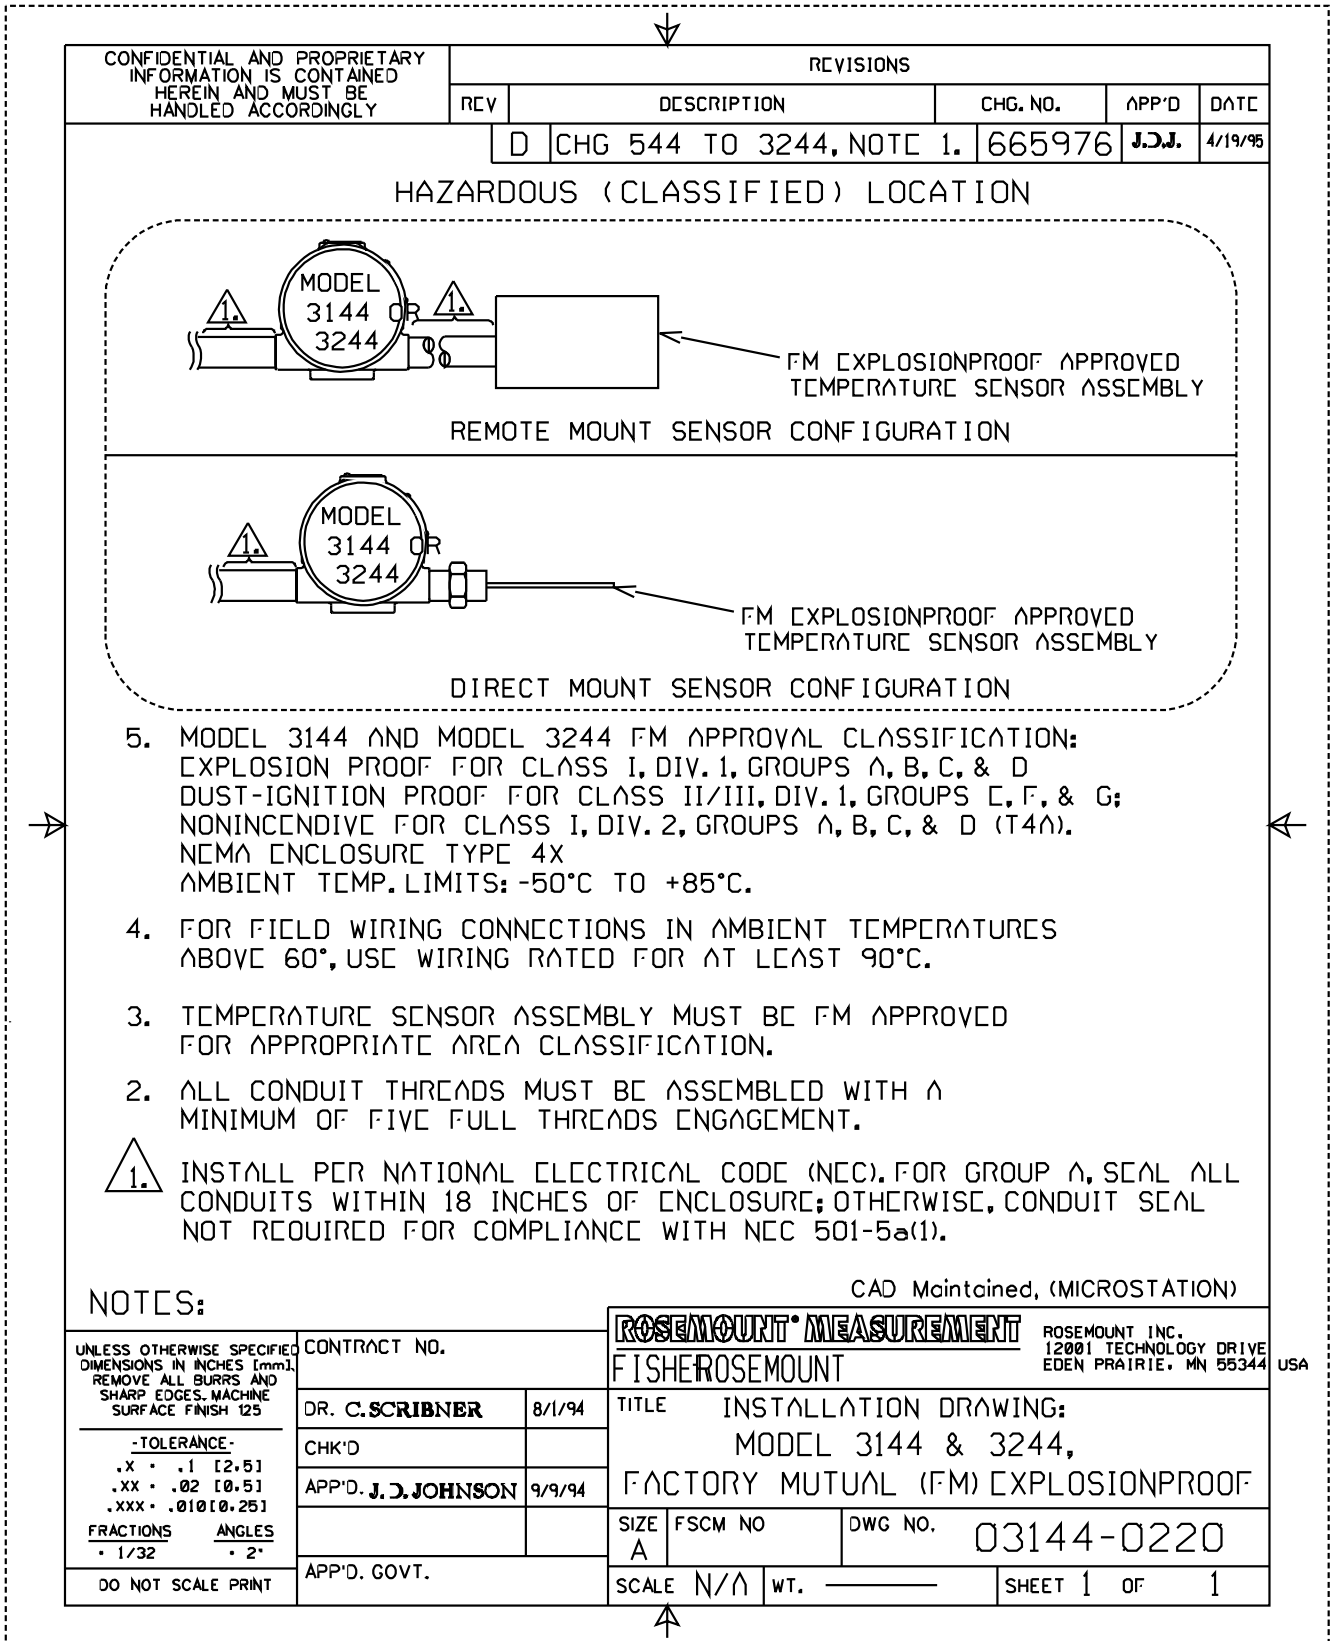 CONFIDENTIAL AND PROPRIETARY
INFORMATION IS CONTAINED
HEREIN AND MUST BE
HANDLED ACCORDINGLY
REVISIONS
REV DESCRIPTION CHG. NO. APP'D DATE
D CHG 544 TO 3244, NOTE 1. 665976 J.D.J. 4/19/95
HAZARDOUS (CLASSIFIED) LOCATION
MODEL
3144 OR
3244
1.
1.
FM EXPLOSIONPROOF APPROVED
TEMPERATURE SENSOR ASSEMBLY
REMOTE MOUNT SENSOR CONFIGURATION
MODEL
3144 OR
3244
1.
FM EXPLOSIONPROOF APPROVED
TEMPERATURE SENSOR ASSEMBLY
DIRECT MOUNT SENSOR CONFIGURATION
5. MODEL 3144 AND MODEL 3244 FM APPROVAL CLASSIFICATION:
EXPLOSION PROOF FOR CLASS I, DIV. 1, GROUPS A, B, C, & D
DUST-IGNITION PROOF FOR CLASS II/III, DIV. 1, GROUPS E, F, & G;
NONINCENDIVE FOR CLASS I, DIV. 2, GROUPS A, B, C, & D (T4A).
NEMA ENCLOSURE TYPE 4X
AMBIENT TEMP. LIMITS: -50°C TO +85°C.
4. FOR FIELD WIRING CONNECTIONS IN AMBIENT TEMPERATURES
ABOVE 60°, USE WIRING RATED FOR AT LEAST 90°C.
3. TEMPERATURE SENSOR ASSEMBLY MUST BE FM APPROVED
FOR APPROPRIATE AREA CLASSIFICATION.
2. ALL CONDUIT THREADS MUST BE ASSEMBLED WITH A
MINIMUM OF FIVE FULL THREADS ENGAGEMENT.
1. INSTALL PER NATIONAL ELECTRICAL CODE (NEC). FOR GROUP A, SEAL ALL
CONDUITS WITHIN 18 INCHES OF ENCLOSURE; OTHERWISE, CONDUIT SEAL
NOT REQUIRED FOR COMPLIANCE WITH NEC 501-5a(1).
NOTES:
CAD Maintained, (MICROSTATION)
UNLESS OTHERWISE SPECIFIED
DIMENSIONS IN INCHES [mm].
REMOVE ALL BURRS AND
SHARP EDGES. MACHINE
SURFACE FINISH 125
-TOLERANCE-
.X • .1 [2.5]
.XX • .02 [0.5]
.XXX • .010[0.25]
FRACTIONS ANGLES
• 1/32 • 2°
DO NOT SCALE PRINT
CONTRACT NO.
DR. C. SCRIBNER 8/1/94
CHK'D
APP'D. J. D. JOHNSON 9/9/94
APP'D. GOVT.
ROSEMOUNT® MEASUREMENT
FISHER-ROSEMOUNT
ROSEMOUNT INC.
12001 TECHNOLOGY DRIVE
EDEN PRAIRIE, MN 55344 USA
TITLE INSTALLATION DRAWING:
MODEL 3144 & 3244,
FACTORY MUTUAL (FM) EXPLOSIONPROOF
SIZE A FSCM NO DWG NO. 03144-0220
SCALE N/A WT. SHEET 1 OF 1